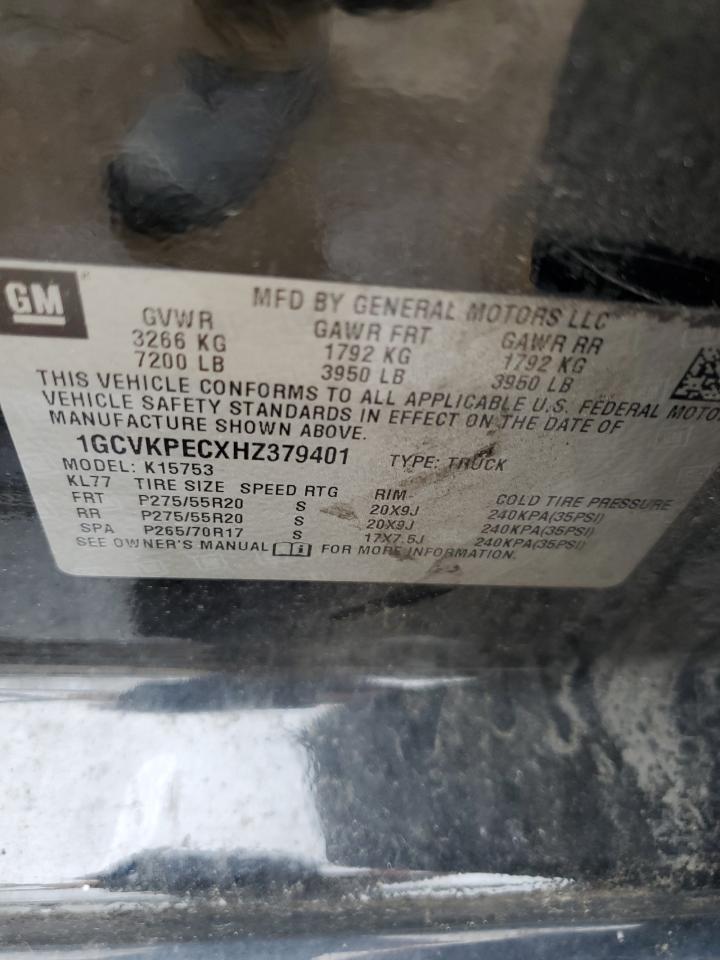 GM
MFD BY GENERAL MOTORS LLC
GVWR GAWR FRT GAWR RR
3266 KG 1792 KG 1792 KG
7200 LB 3950 LB 3950 LB
THIS VEHICLE CONFORMS TO ALL APPLICABLE U.S. FEDERAL MOTO
VEHICLE SAFETY STANDARDS IN EFFECT ON THE DATE OF
MANUFACTURE SHOWN ABOVE.
1GCVKPECXHZ379401 TYPE: TRUCK
MODEL: K15753
KL77 TIRE SIZE SPEED RTG RIM COLD TIRE PRESSURE
FRT P275/55R20 S 20X9J 240KPA(35PSI)
RR P275/55R20 S 20X9J 240KPA(35PSI)
SPA P265/70R17 S 17X7.5J 240KPA(35PSI)
SEE OWNER'S MANUAL FOR MORE INFORMATION.